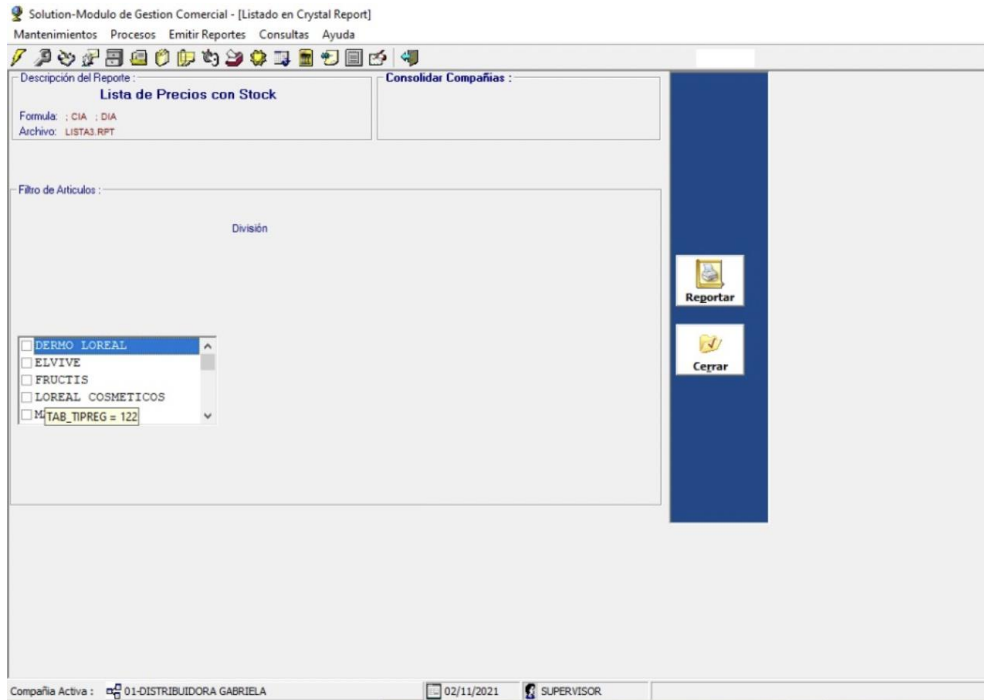 Solution-Modulo de Gestion Comercial - [Listado en Crystal Report]
Mantenimientos Procesos Emitir Reportes Consultas Ayuda
Descripción del Reporte :
Lista de Precios con Stock
Formula: ; CIA ; DIA
Archivo: LISTA3.RPT
Consolidar Compañias :
Filtro de Articulos :
División
DERMO LOREAL
ELVIVE
FRUCTIS
LOREAL COSMETICOS
TAB_TIPREG = 122
Reportar
Cerrar
Compañia Activa : 01-DISTRIBUIDORA GABRIELA 02/11/2021 SUPERVISOR